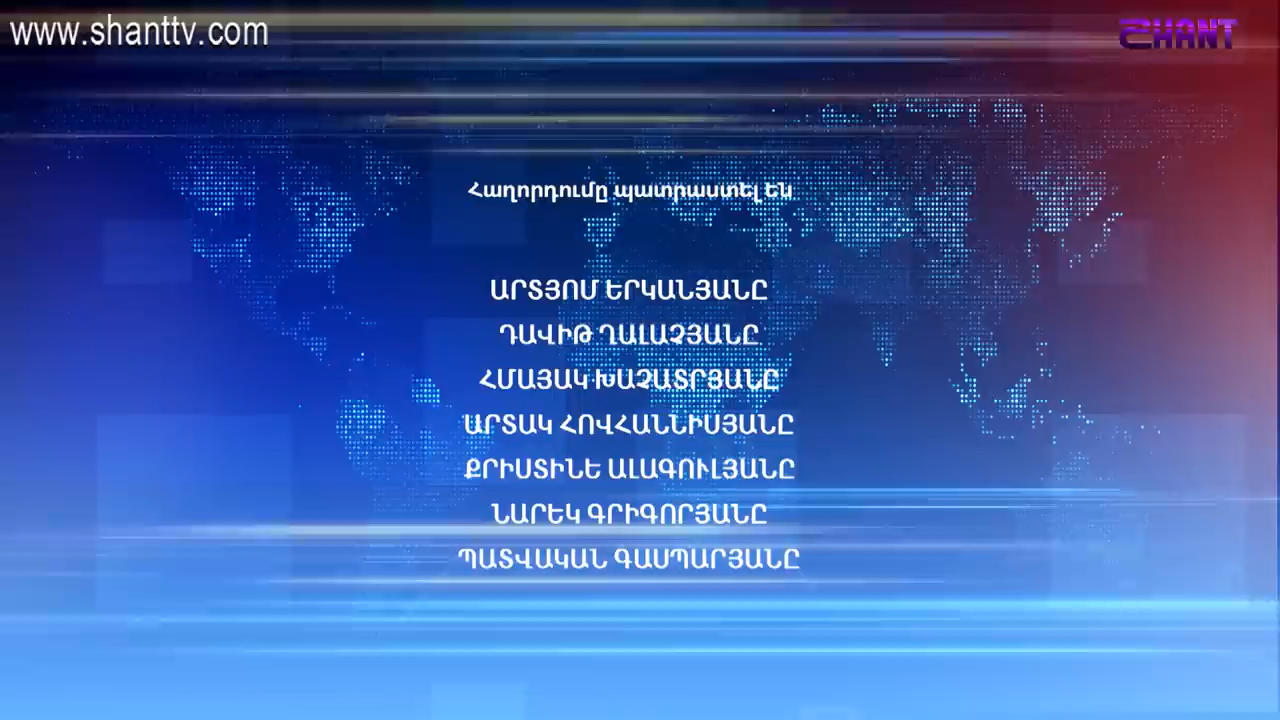 www.shanttv.com
SHANT
Հաղորդումը պատրաստել են
ԱՐՏՅՈՄ ԵՐԿԱՆՅԱՆԸ
ԴԱՎԻԹ ՂԱԼԱՉՅԱՆԸ
ՀՄԱՅԱԿ ԽԱՉԱՏՐՅԱՆԸ
ԱՐՏԱԿ ՀՈՎՀԱՆՆԻՍՅԱՆԸ
ՔՐԻՍՏԻՆԵ ԱԼԱԳՈՒԼՅԱՆԸ
ՆԱՐԵԿ ԳՐԻԳՈՐՅԱՆԸ
ՊԱՏՎԱԿԱՆ ԳԱՍՊԱՐՅԱՆԸ